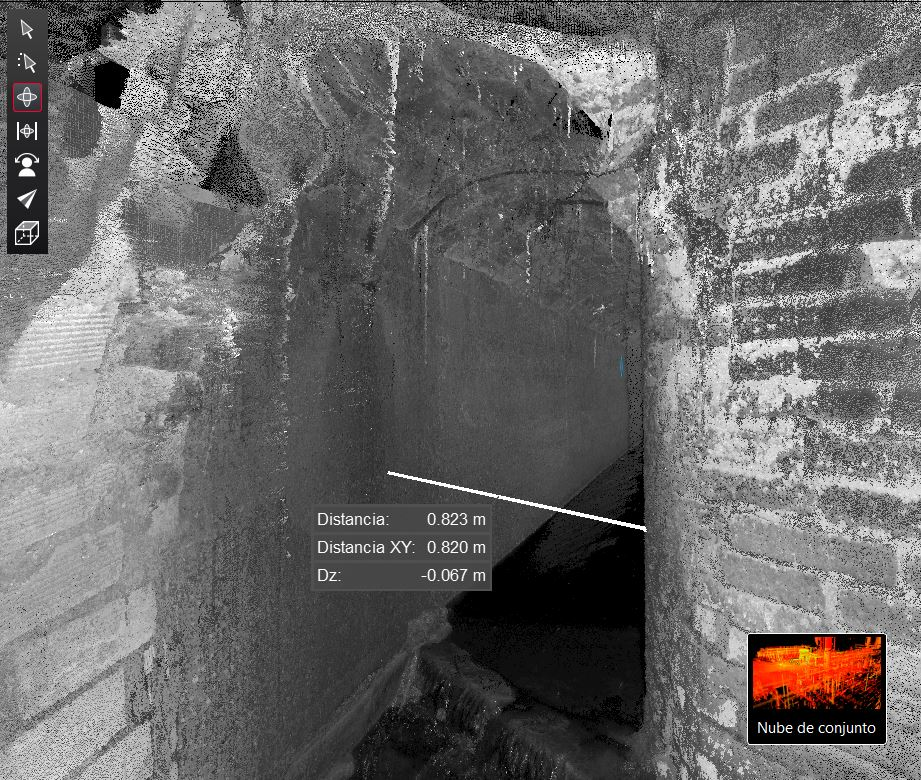 Distancia: 0.823 m
Distancia XY: 0.820 m
Dz: -0.067 m
Nube de conjunto